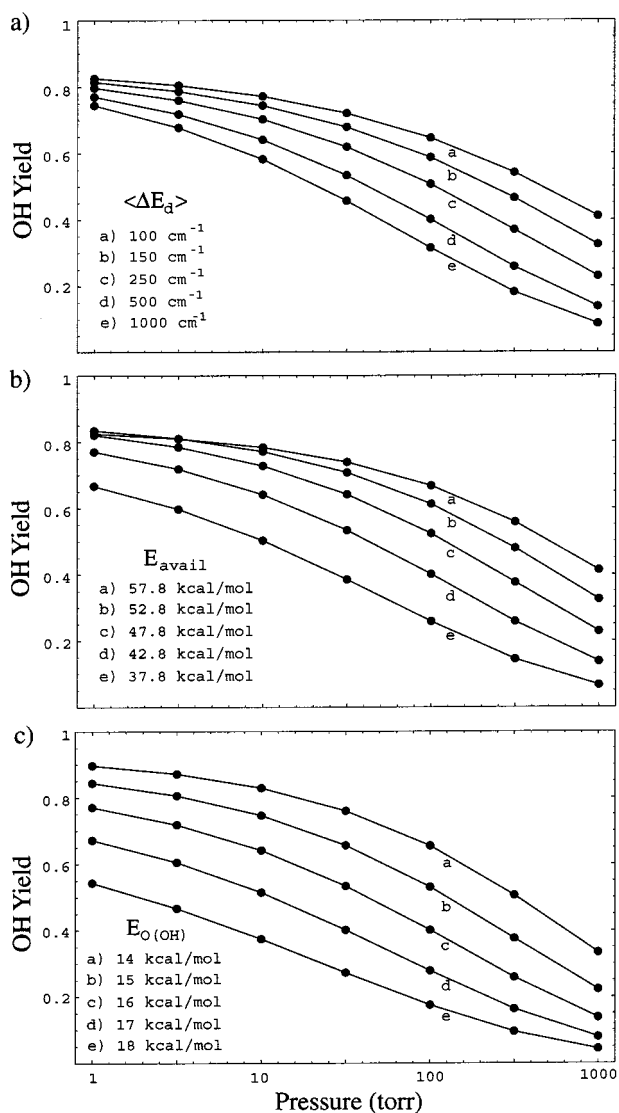 a)
1
0.8
0.6
0.4
0.2
OH Yield
<ΔE_d>
a) 100 cm⁻¹
b) 150 cm⁻¹
c) 250 cm⁻¹
d) 500 cm⁻¹
e) 1000 cm⁻¹
a
b
c
d
e
b)
1
0.8
0.6
0.4
0.2
OH Yield
E_avail
a) 57.8 kcal/mol
b) 52.8 kcal/mol
c) 47.8 kcal/mol
d) 42.8 kcal/mol
e) 37.8 kcal/mol
a
b
c
d
e
c)
1
0.8
0.6
0.4
0.2
OH Yield
E_O(OH)
a) 14 kcal/mol
b) 15 kcal/mol
c) 16 kcal/mol
d) 17 kcal/mol
e) 18 kcal/mol
a
b
c
d
e
1 10 100 1000
Pressure (torr)